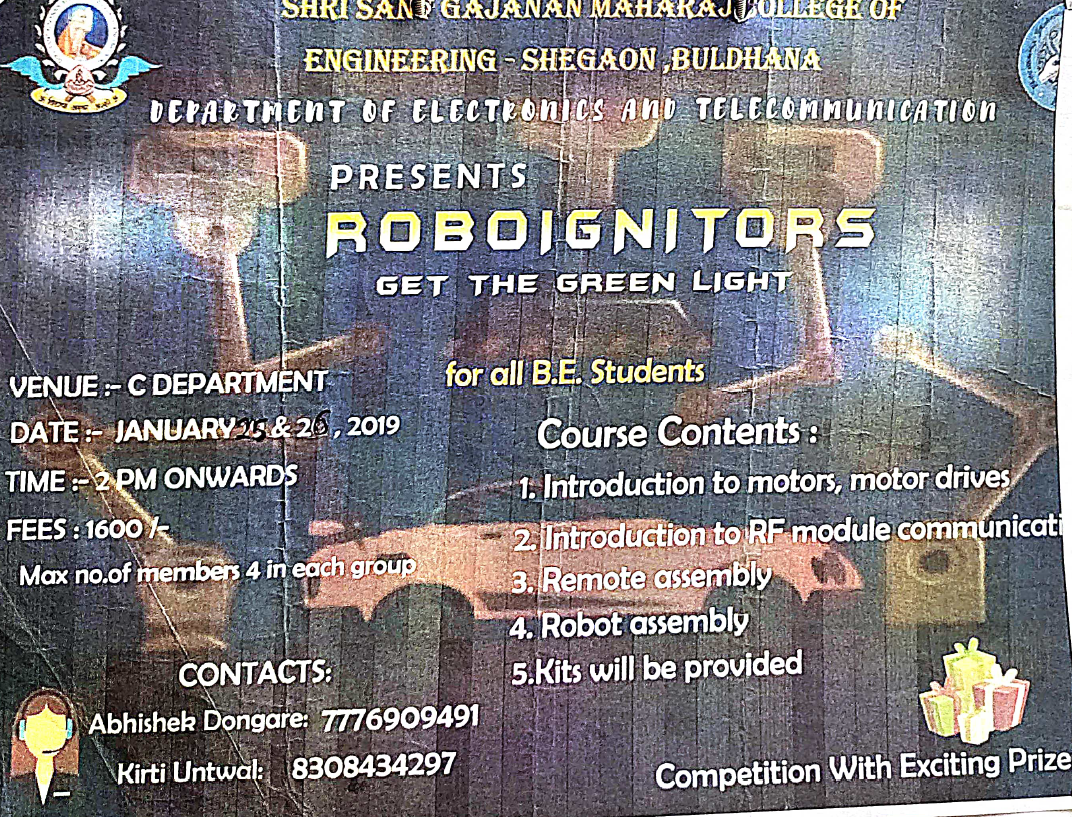 SHRI SANT GAJANAN MAHARAJ COLLEGE OF
ENGINEERING - SHEGAON ,BULDHANA
DEPARTMENT OF ELECTRONICS AND TELECOMMUNICATION
PRESENTS
ROBOIGNITORS
GET THE GREEN LIGHT
for all B.E. Students
VENUE :- C DEPARTMENT
DATE :- JANUARY 25 & 26 , 2019
TIME :- 2 PM ONWARDS
FEES : 1600 /-
Max no.of members 4 in each group
Course Contents :
1. Introduction to motors, motor drives
2. Introduction to RF module communicati
3. Remote assembly
4. Robot assembly
5.Kits will be provided
CONTACTS:
Abhishek Dongare: 7776909491
Kirti Untwal: 8308434297
Competition With Exciting Prize